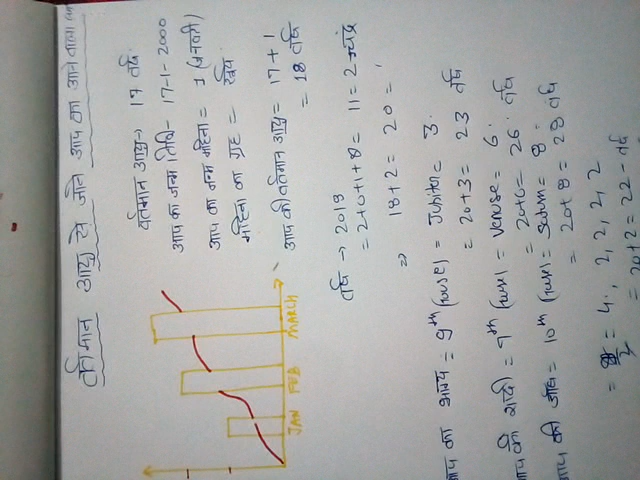 वर्तमान आयु से जाने आप का आने वाला
वर्तमान आयु → 17 वर्ष
आप का जन्म तिथि - 17-1-2000
आप का जन्म महिना = 1 (जनवरी)
महिना का ग्रह =
आप की वर्तमान आयु = 17 + 1
= 18 वर्ष
JAN FEB MARCH
वर्ष → 2018
= 2+0+1+8 = 11 = 2
⇒ 18+2 = 20 =
आप का भाग्य = 9th (House) = Jupiter = 3.
= 20+3 = 23 वर्ष
आप की शादी = 7th (House) = Venuse = 6.
= 20+6 = 26 वर्ष
आप की जॉब = 10th (House) = Saturn = 8.
= 20+8 = 28 वर्ष
= 4, 2, 2, 2, 2
= 20+2 = 22 - वर्ष